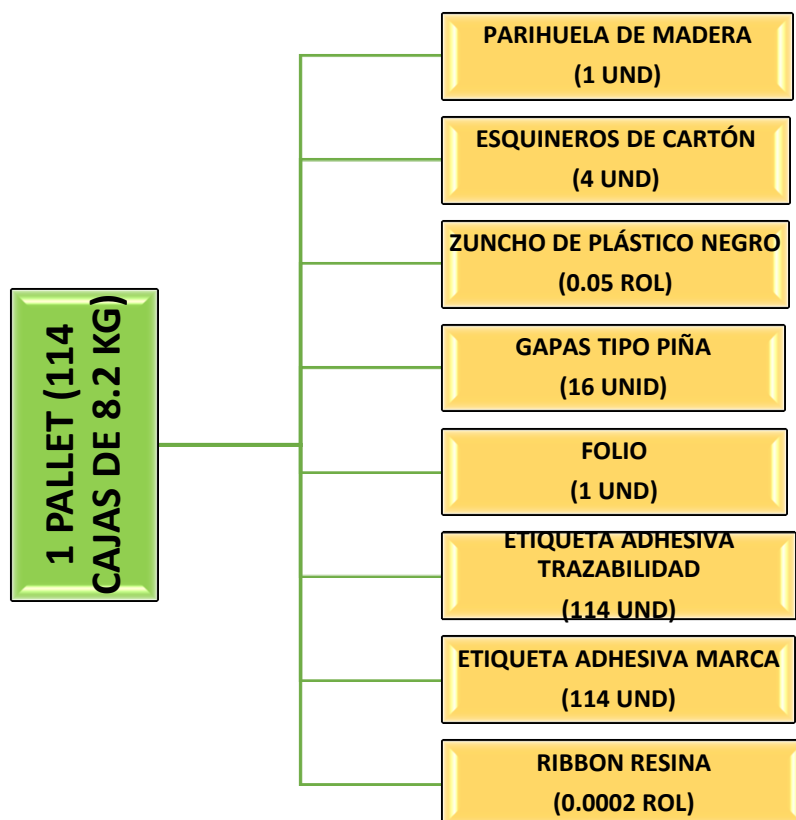 1 PALLET (114
CAJAS DE 8.2 KG)
PARIHUELA DE MADERA
(1 UND)
ESQUINEROS DE CARTÓN
(4 UND)
ZUNCHO DE PLÁSTICO NEGRO
(0.05 ROL)
GAPAS TIPO PIÑA
(16 UNID)
FOLIO
(1 UND)
ETIQUETA ADHESIVA
TRAZABILIDAD
(114 UND)
ETIQUETA ADHESIVA MARCA
(114 UND)
RIBBON RESINA
(0.0002 ROL)